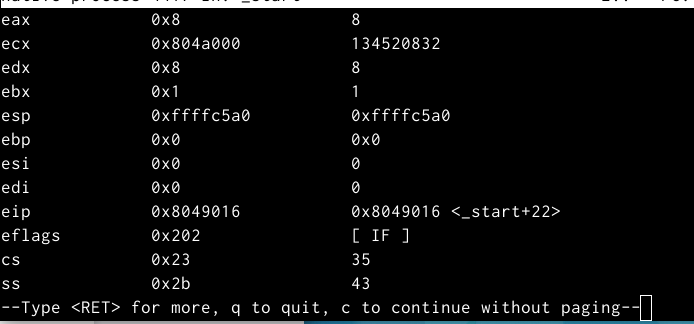 eax 0x8 8
ecx 0x804a000 134520832
edx 0x8 8
ebx 0x1 1
esp 0xffffc5a0 0xffffc5a0
ebp 0x0 0x0
esi 0x0 0
edi 0x0 0
eip 0x8049016 0x8049016 <_start+22>
eflags 0x202 [ IF ]
cs 0x23 35
ss 0x2b 43
--Type <RET> for more, q to quit, c to continue without paging--